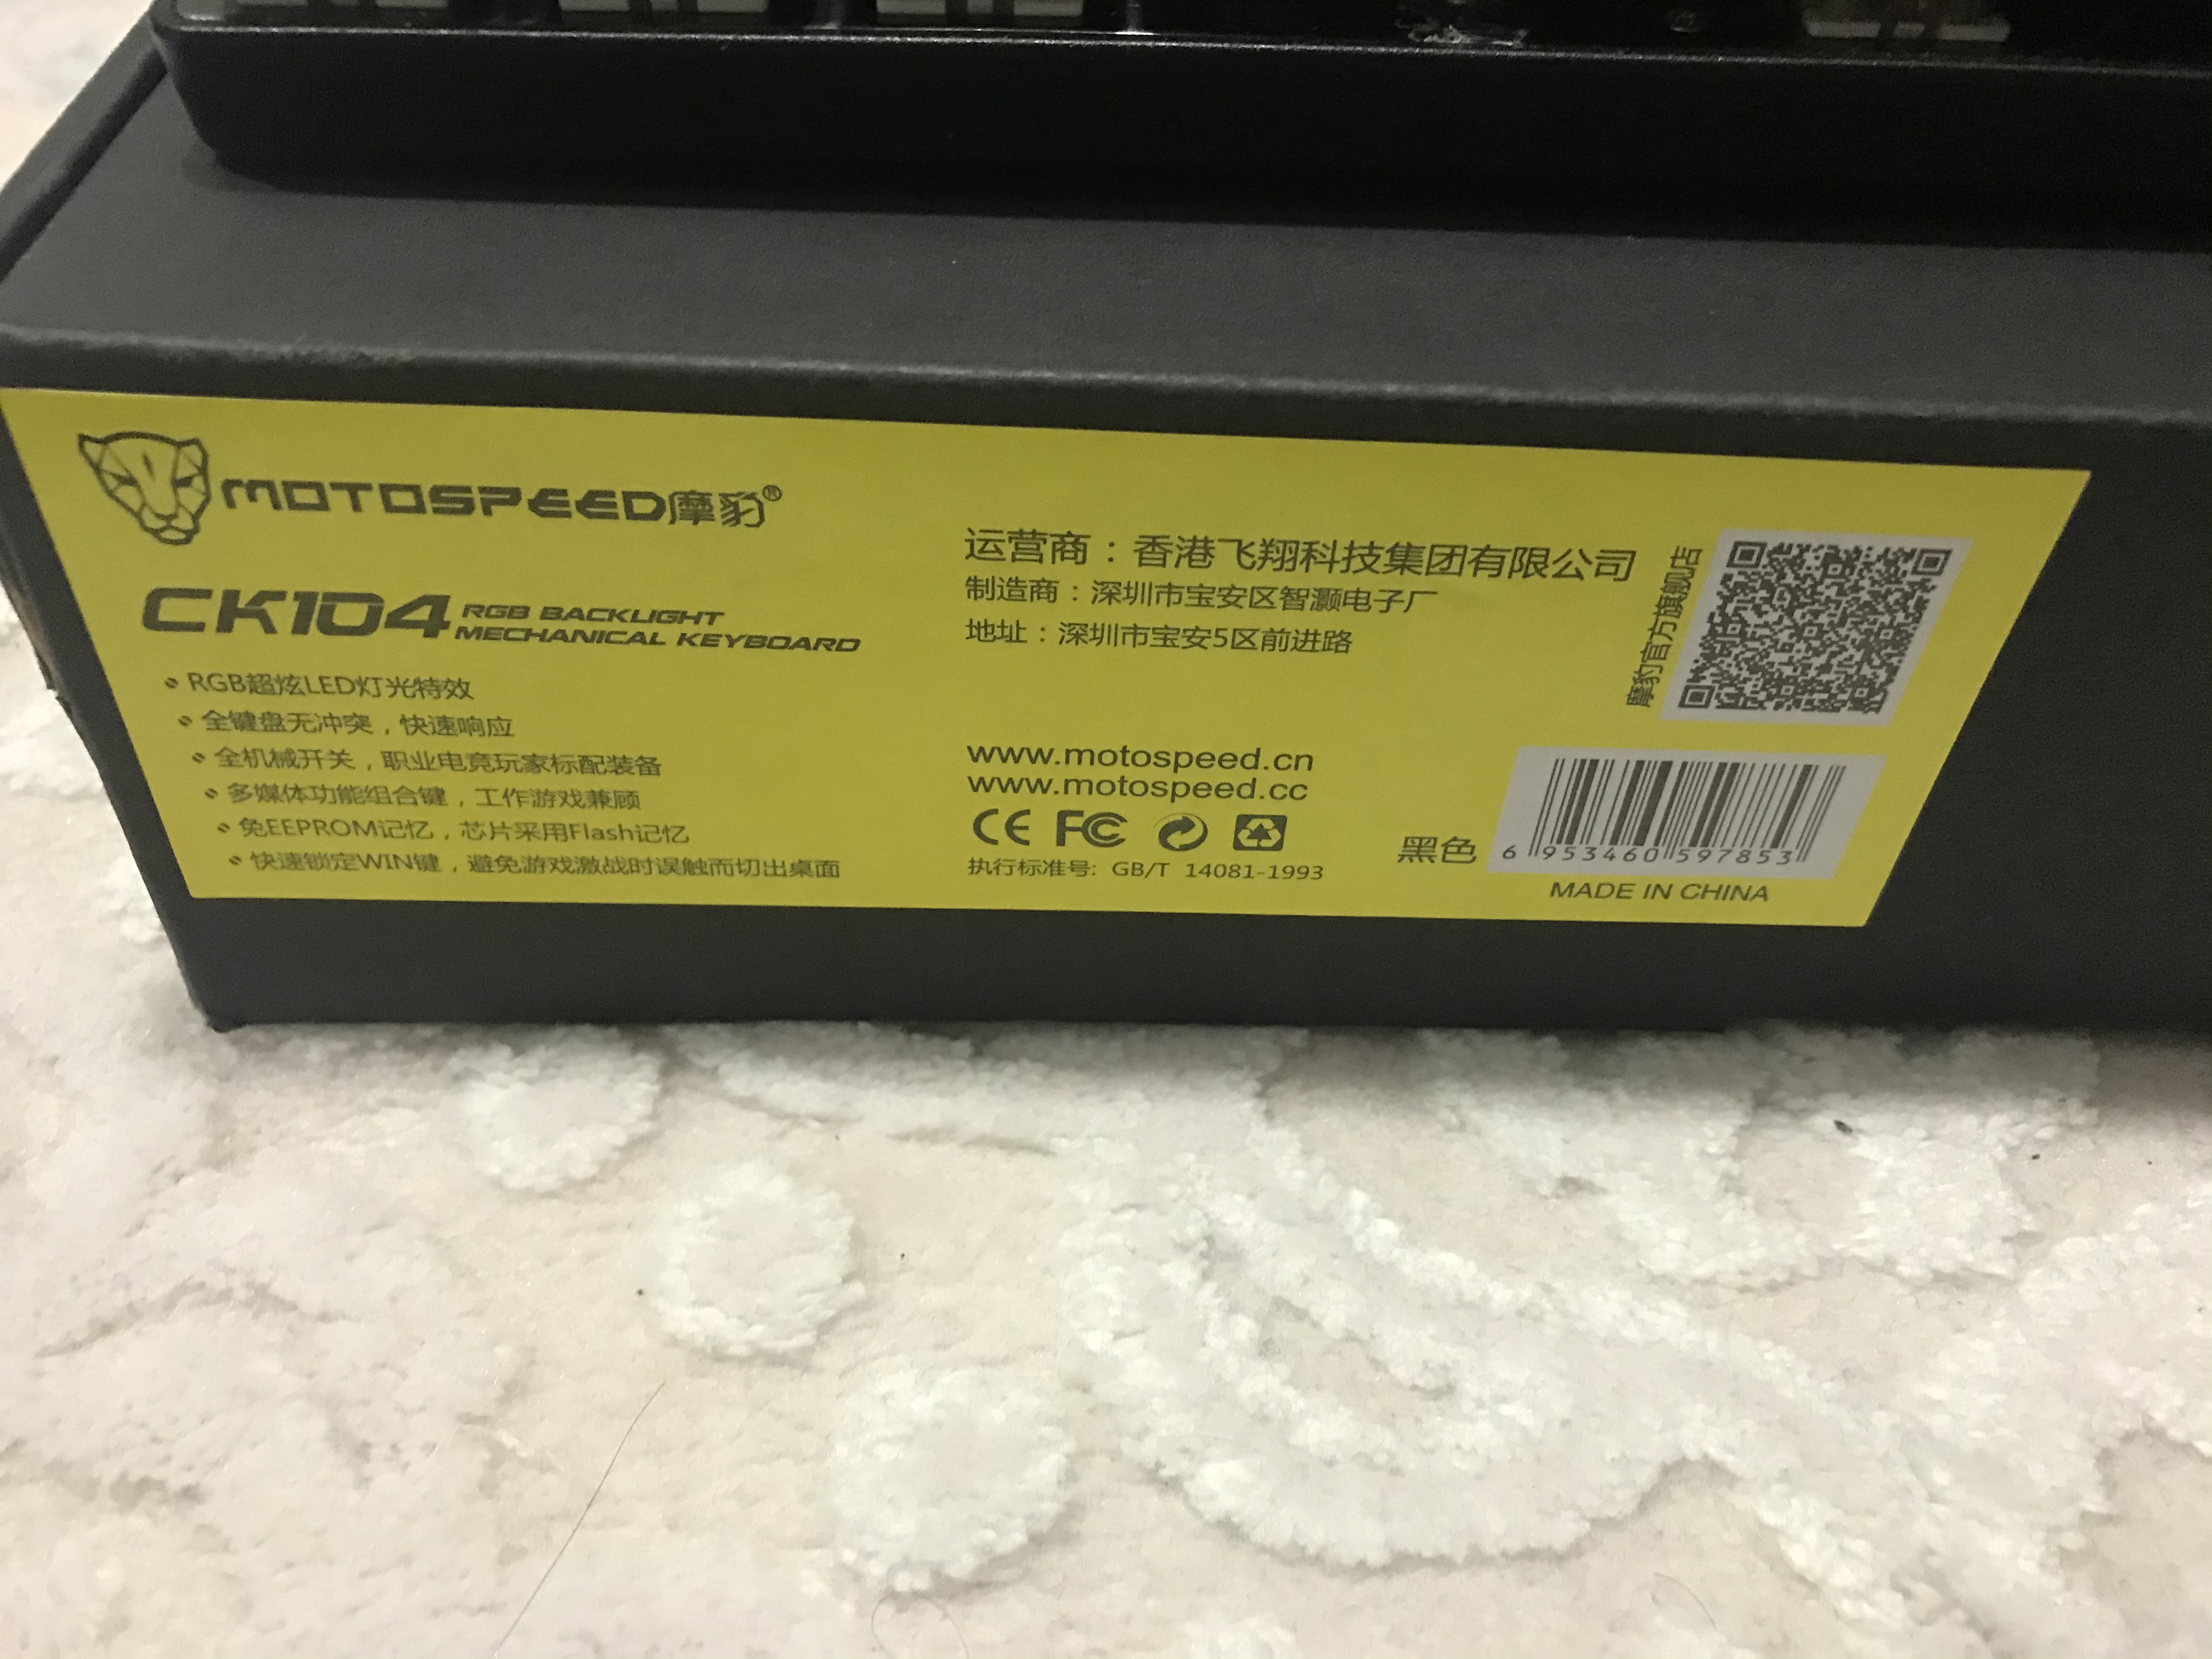 MOTOSPEED摩豹®
CK104 RGB BACKLIGHT
MECHANICAL KEYBOARD
RGB超炫LED灯光特效
全键盘无冲突，快速响应
全机械开关，职业电竞玩家标配装备
多媒体功能组合键，工作游戏兼顾
免EEPROM记忆，芯片采用Flash记忆
快速锁定WIN键，避免游戏激战时误触而切出桌面
运营商：香港飞翔科技集团有限公司
制造商：深圳市宝安区智灏电子厂
地址：深圳市宝安5区前进路
www.motospeed.cn
www.motospeed.cc
CE FC
执行标准号: GB/T 14081-1993
摩豹官方旗舰店
黑色
6 953460 597853
MADE IN CHINA